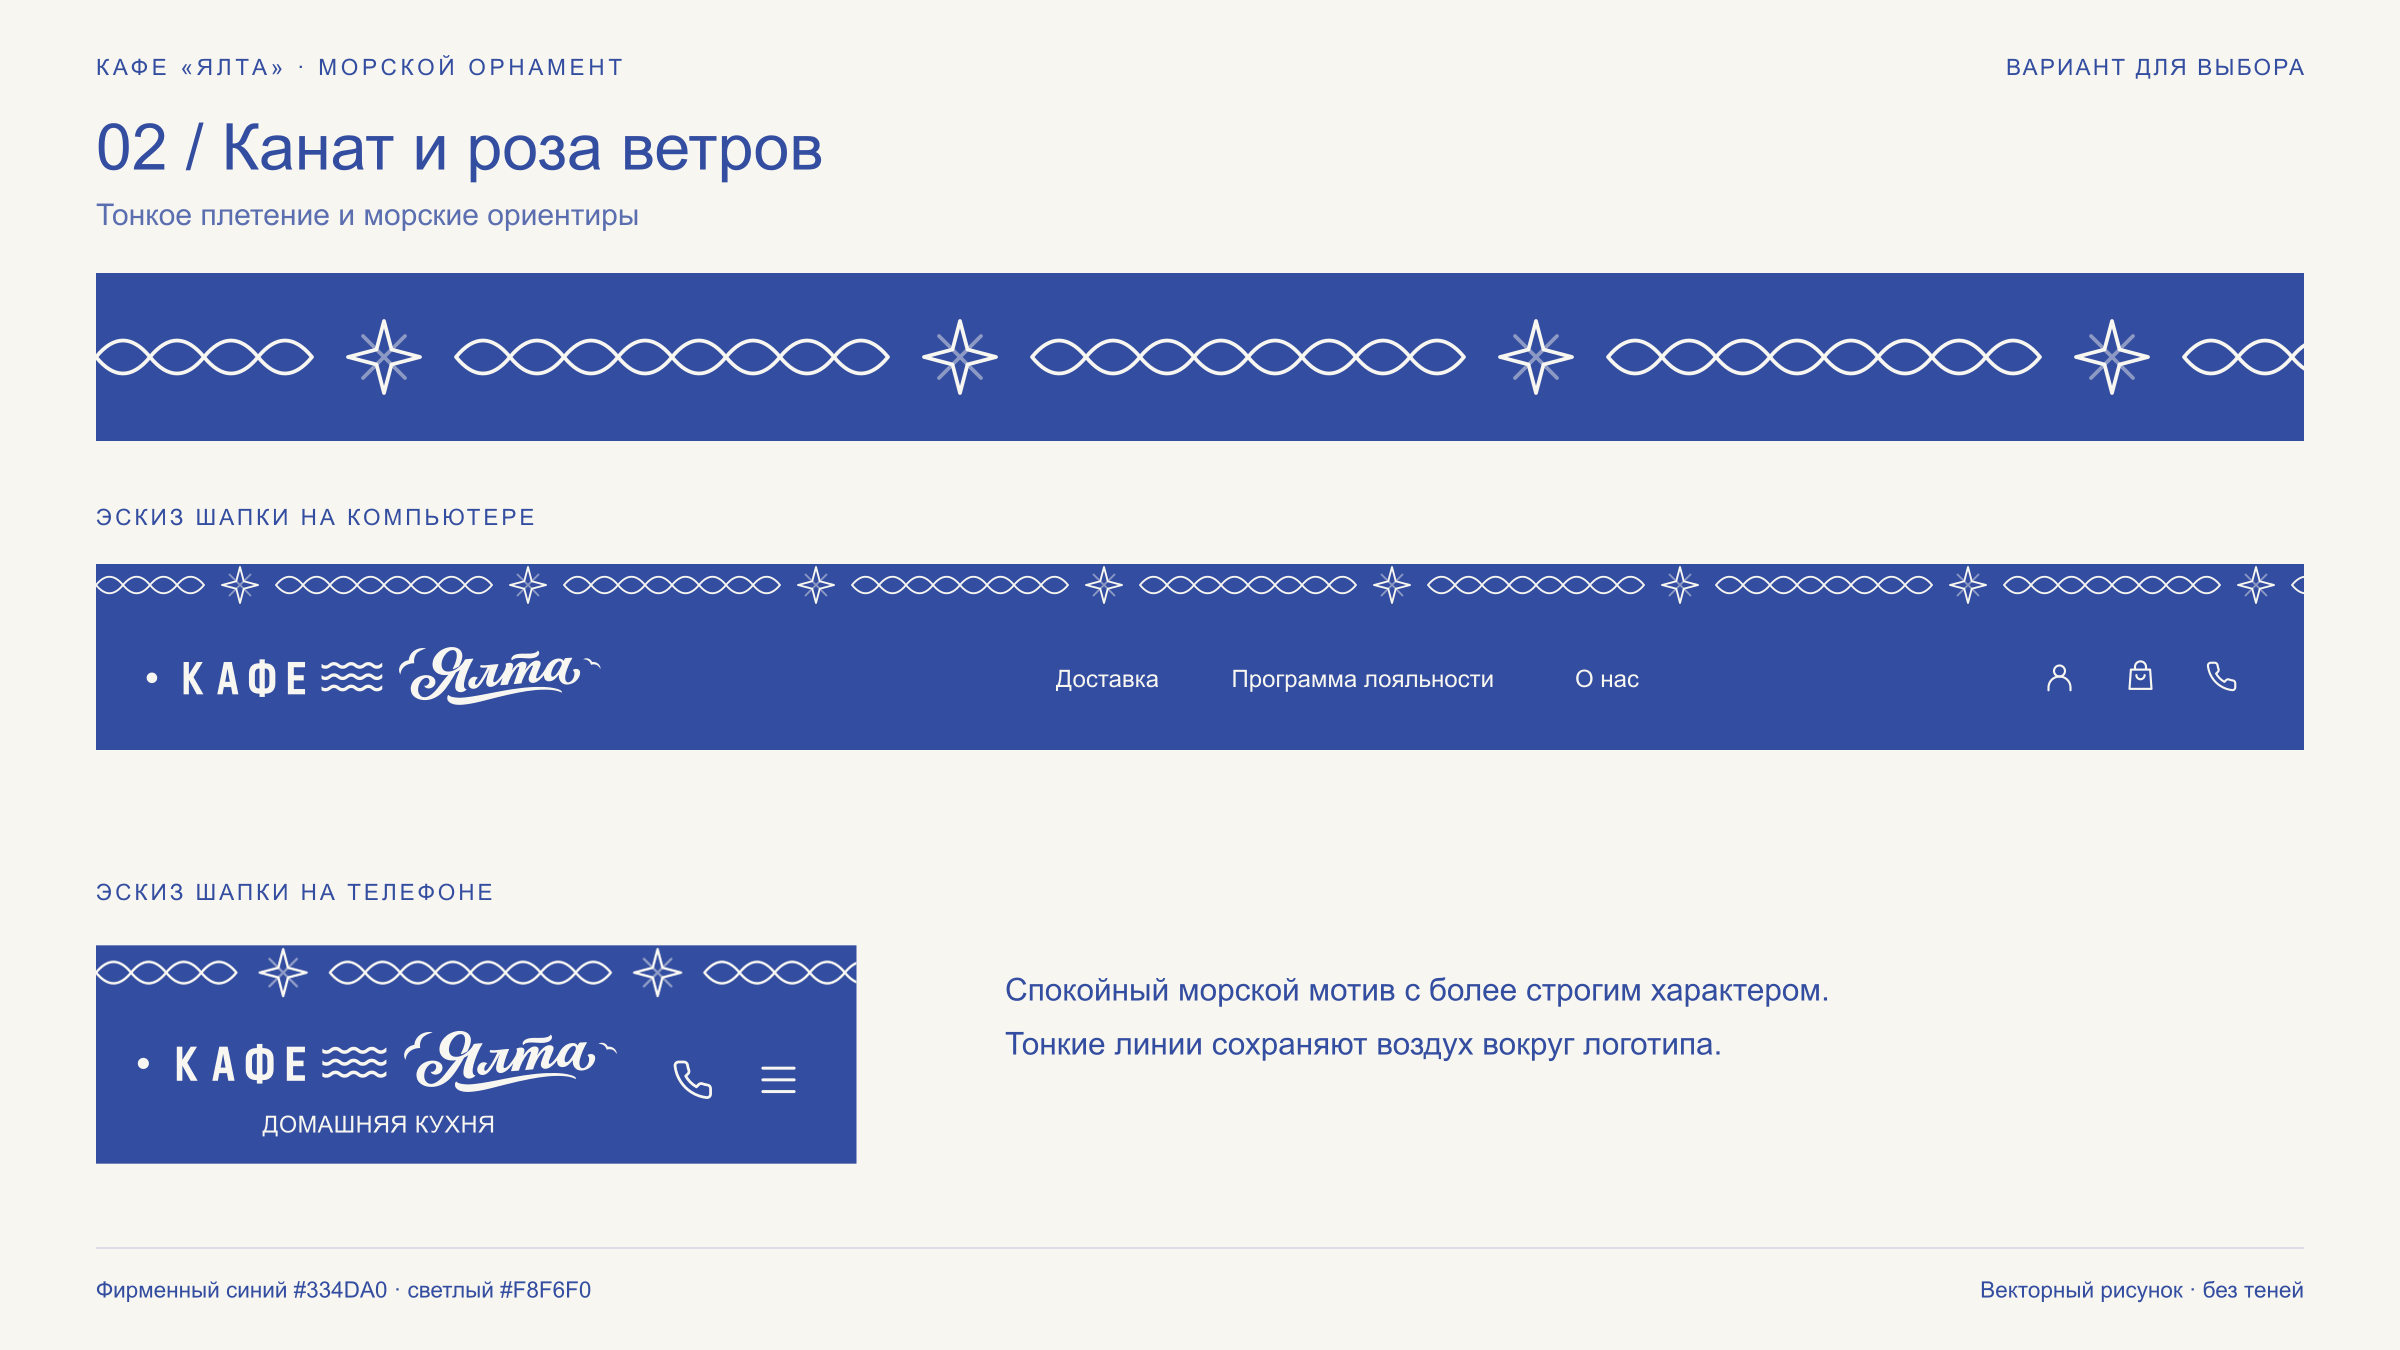 КАФЕ «ЯЛТА» · МОРСКОЙ ОРНАМЕНТ
ВАРИАНТ ДЛЯ ВЫБОРА
02 / Канат и роза ветров
Тонкое плетение и морские ориентиры
ЭСКИЗ ШАПКИ НА КОМПЬЮТЕРЕ
КАФЕ Ялта
Доставка Программа лояльности О нас
ЭСКИЗ ШАПКИ НА ТЕЛЕФОНЕ
КАФЕ Ялта
ДОМАШНЯЯ КУХНЯ
Спокойный морской мотив с более строгим характером.
Тонкие линии сохраняют воздух вокруг логотипа.
Фирменный синий #334DA0 · светлый #F8F6F0
Векторный рисунок · без теней